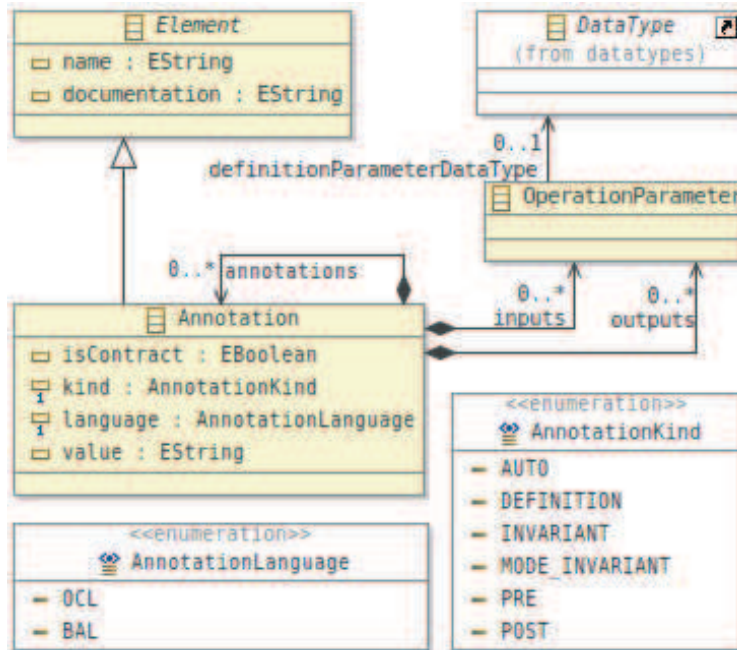 Element
name : EString
documentation : EString
DataType
(from datatypes)
0..1
definitionParameterDataType
OperationParameter
0..* annotations
0..*
inputs
0..*
outputs
Annotation
isContract : EBoolean
kind : AnnotationKind
language : AnnotationLanguage
value : EString
<<enumeration>>
AnnotationKind
AUTO
DEFINITION
INVARIANT
MODE_INVARIANT
PRE
POST
<<enumeration>>
AnnotationLanguage
OCL
BAL